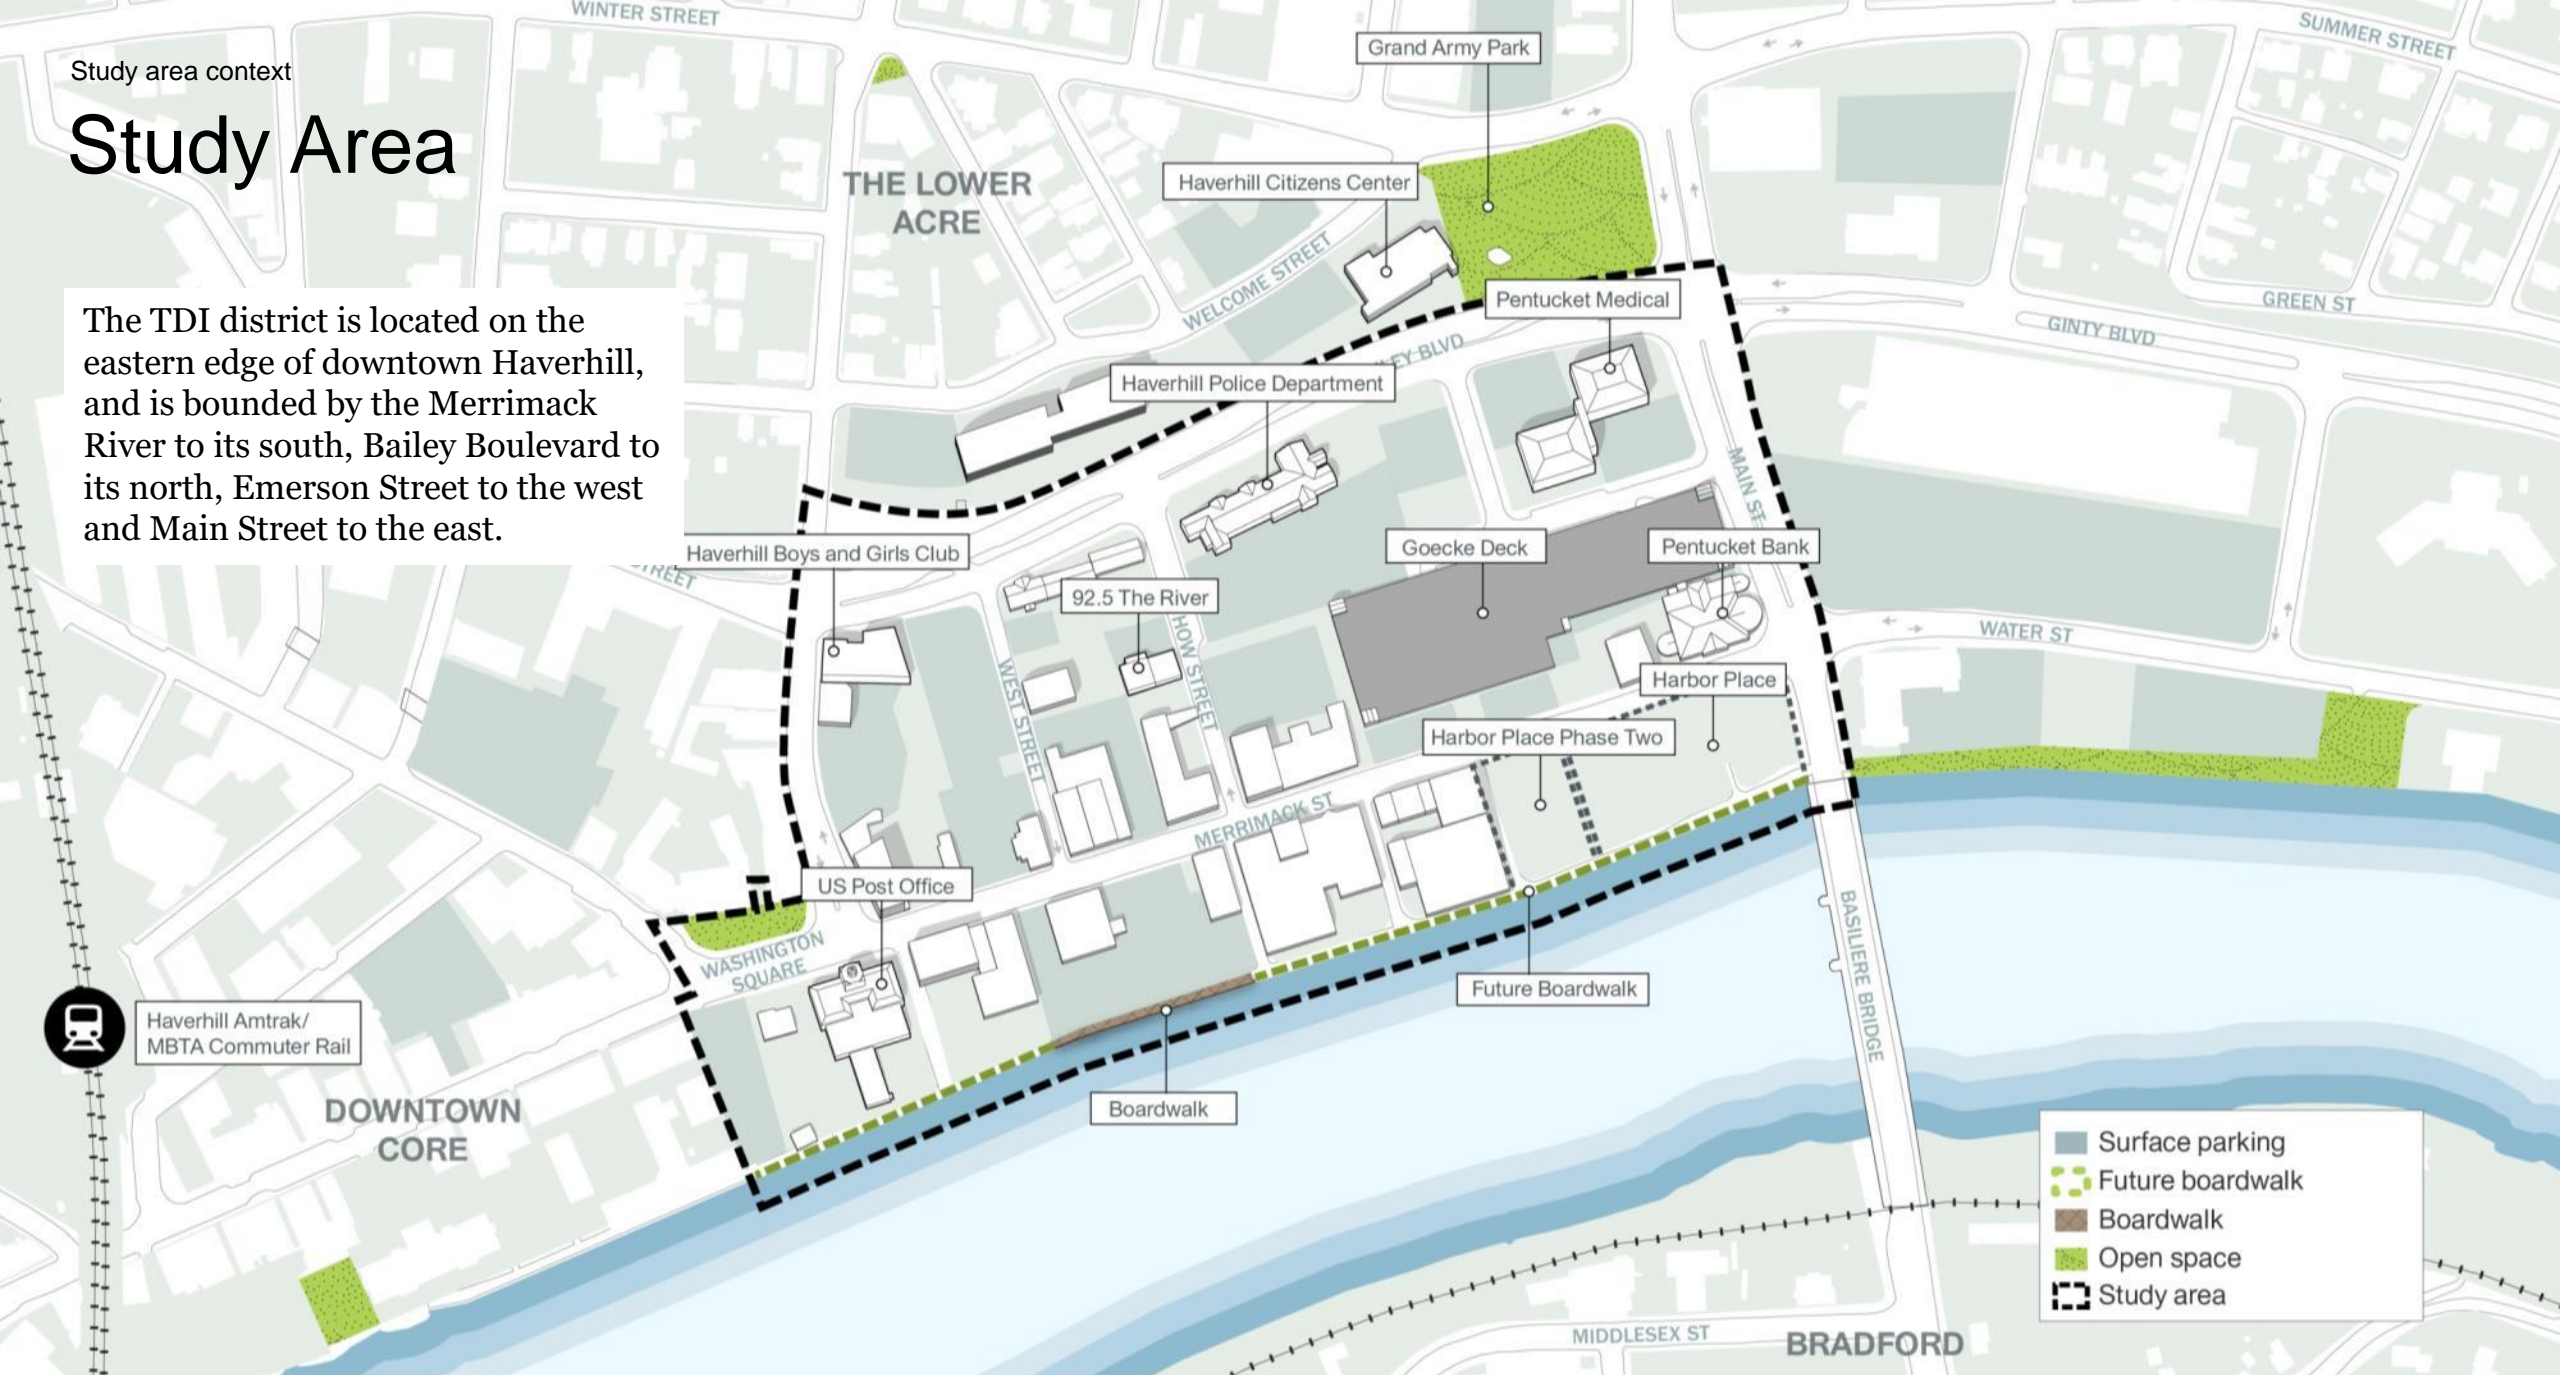 WINTER STREET
SUMMER STREET
Study area context
Study Area
Grand Army Park
Haverhill Citizens Center
THE LOWER
ACRE
WELCOME STREET
The TDI district is located on the
eastern edge of downtown Haverhill,
and is bounded by the Merrimack
River to its south, Bailey Boulevard to
its north, Emerson Street to the west
and Main Street to the east.
Pentucket Medical
GREEN ST
GINTY BLVD
BLVD
Haverhill Police Department
MAIN ST
Haverhill Boys and Girls Club
Goecke Deck
Pentucket Bank
92.5 The River
HOW STREET
WEST STREET
WATER ST
Harbor Place
Harbor Place Phase Two
MERRIMACK ST
US Post Office
WASHINGTON
SQUARE
BASILIERE BRIDGE
Future Boardwalk
Haverhill Amtrak/
MBTA Commuter Rail
Boardwalk
DOWNTOWN
CORE
Surface parking
Future boardwalk
Boardwalk
Open space
Study area
MIDDLESEX ST
BRADFORD